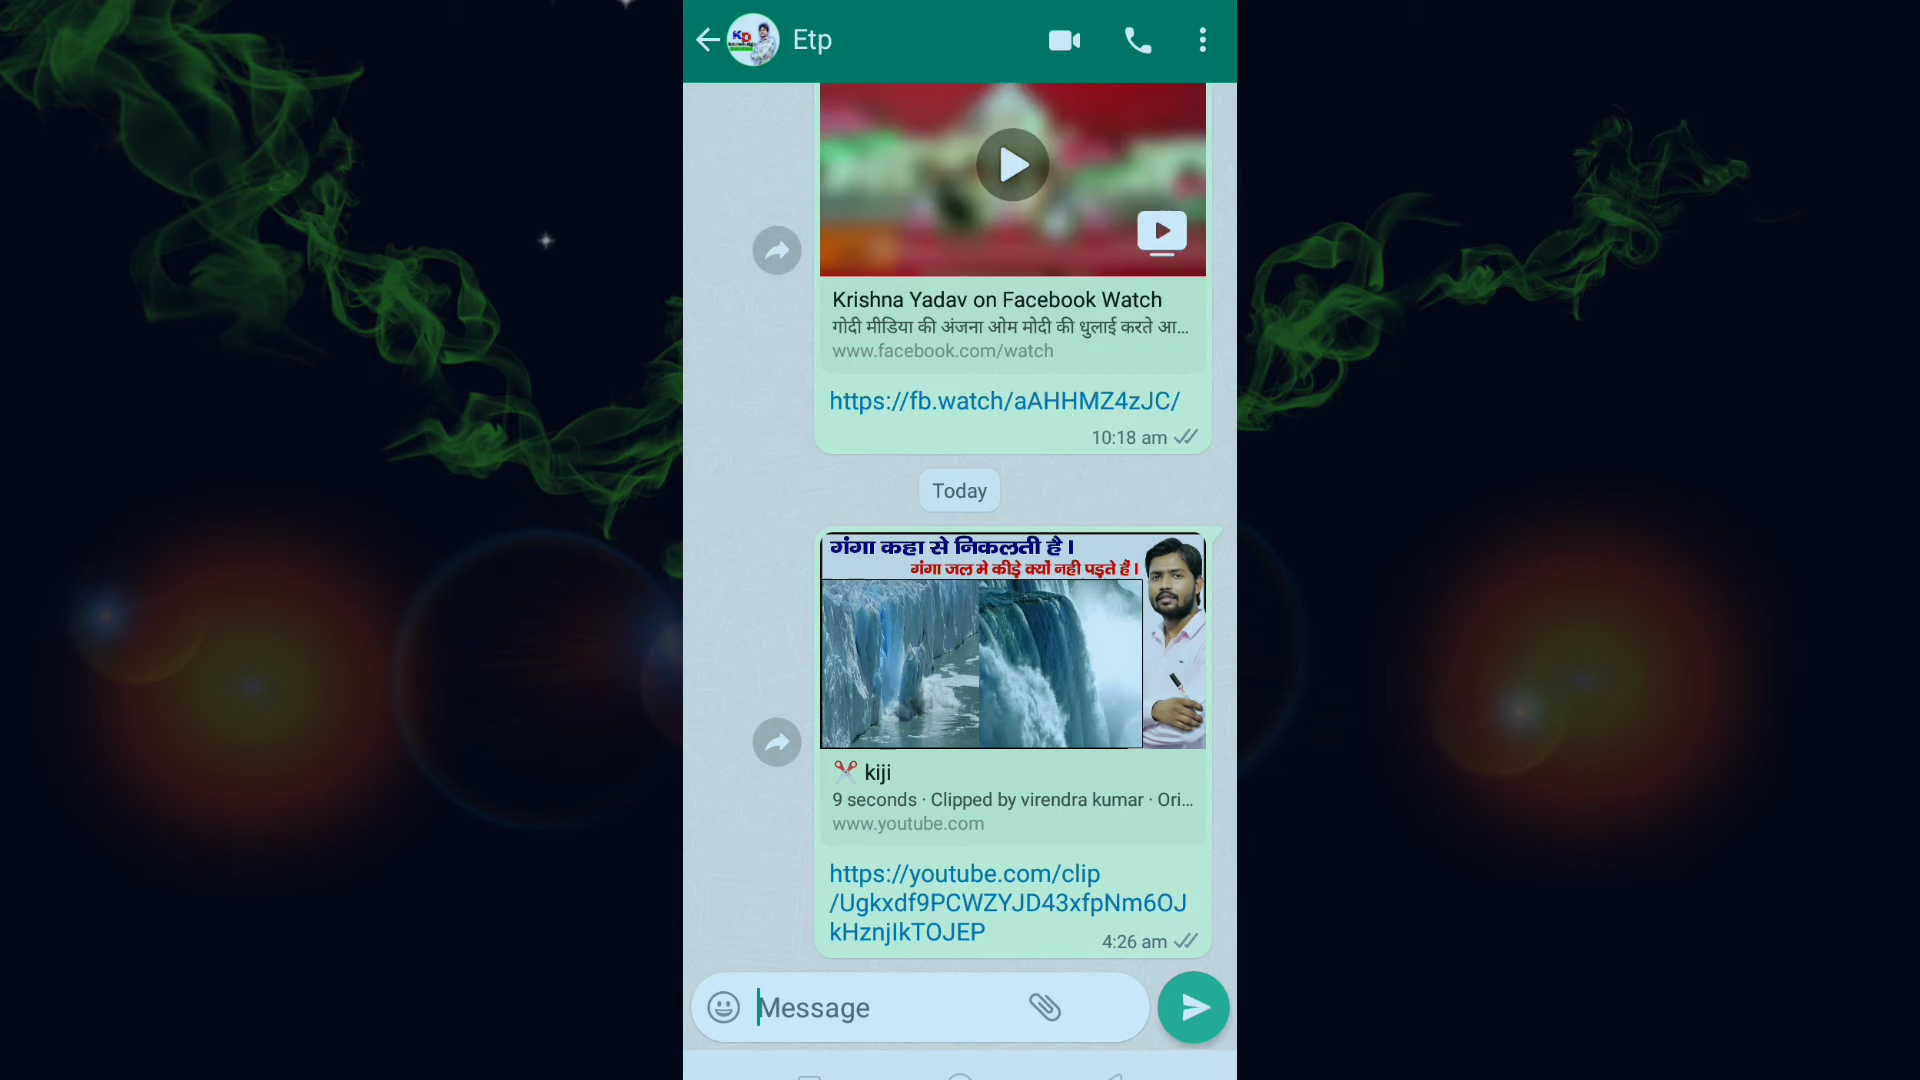 Etp
Kp
Krishna Yadav on Facebook Watch
गोदी मीडिया की अंजना ओम मोदी की धुलाई करते आ...
www.facebook.com/watch
https://fb.watch/aAHHMZ4zJC/
10:18 am
Today
गंगा कहा से निकलती है ।
गंगा जल मे कीड़े क्यों नही पड़ते हैं ।
kiji
9 seconds · Clipped by virendra kumar · Ori...
www.youtube.com
https://youtube.com/clip
/Ugkxdf9PCWZYJD43xfpNm6OJ
kHznjIkTOJEP
4:26 am
Message